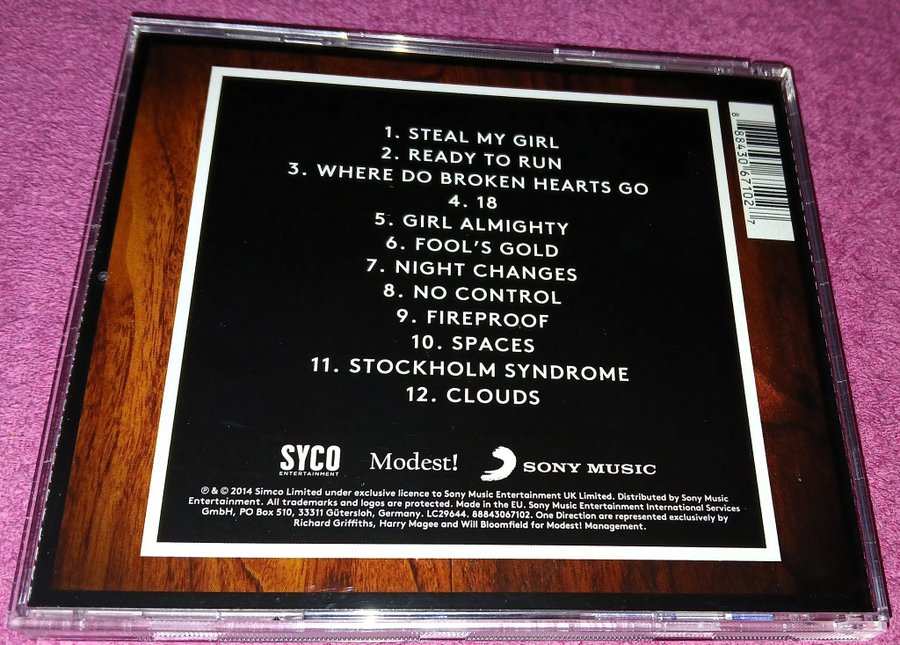 1. STEAL MY GIRL
2. READY TO RUN
3. WHERE DO BROKEN HEARTS GO
4. 18
5. GIRL ALMIGHTY
6. FOOL'S GOLD
7. NIGHT CHANGES
8. NO CONTROL
9. FIREPROOF
10. SPACES
11. STOCKHOLM SYNDROME
12. CLOUDS
8 88430 67102 7
SYCO
ENTERTAINMENT
Modest!
SONY MUSIC
℗ & © 2014 Simco Limited under exclusive licence to Sony Music Entertainment UK Limited. Distributed by Sony Music
Entertainment. All trademarks and logos are protected. Made in the EU. Sony Music Entertainment International Services
GmbH, PO Box 510, 33311 Gütersloh, Germany. LC29644. 88843067102. One Direction are represented exclusively by
Richard Griffiths, Harry Magee and Will Bloomfield for Modest! Management.